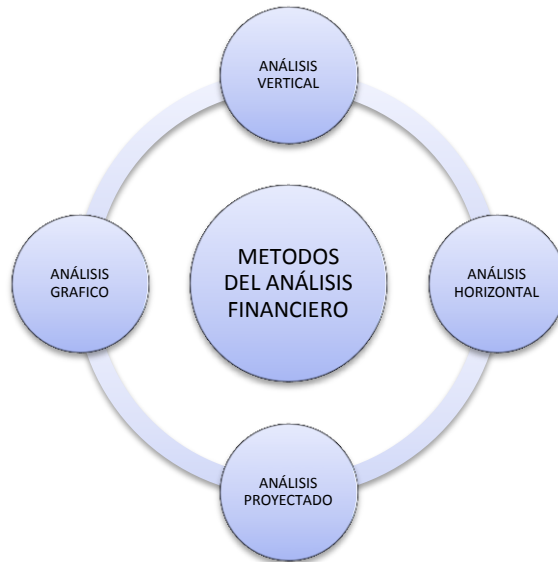 ANÁLISIS
VERTICAL
METODOS
DEL ANÁLISIS
FINANCIERO
ANÁLISIS
HORIZONTAL
ANÁLISIS
PROYECTADO
ANÁLISIS
GRAFICO